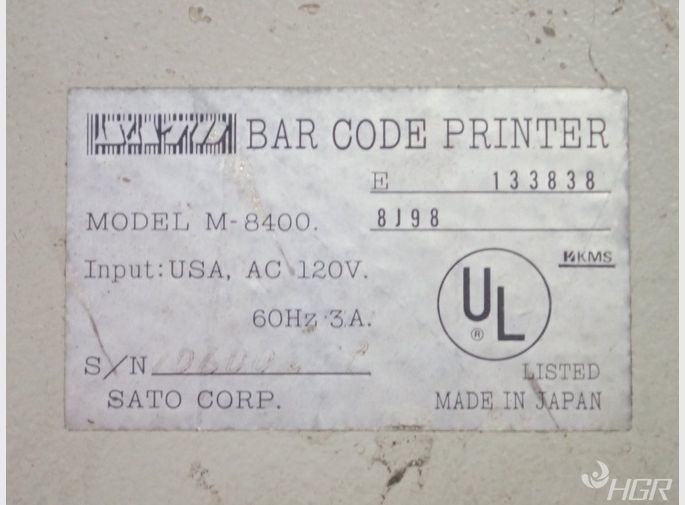 SATO BAR CODE PRINTER
E 133838
MODEL M-8400. 8J98
Input: USA, AC 120V.
KMS
60Hz 3A.
UL
®
S/N
LISTED
SATO CORP. MADE IN JAPAN
HGR